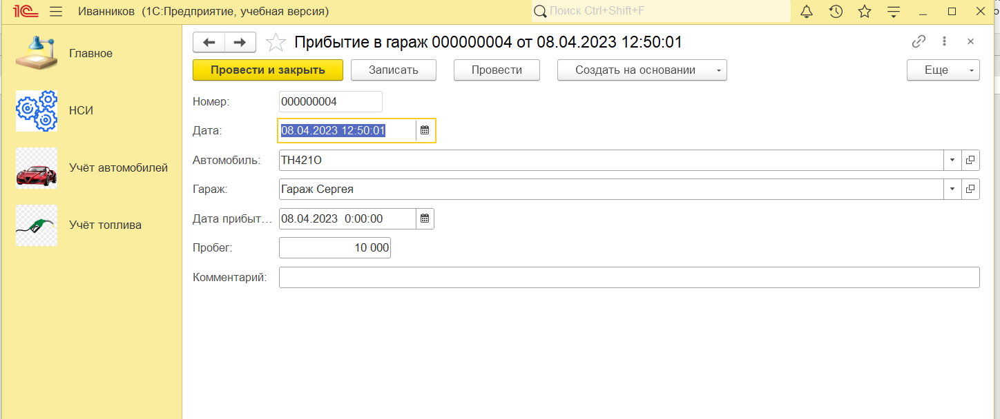 1С Иванников (1С:Предприятие, учебная версия) Поиск Ctrl+Shift+F
Главное
НСИ
Учёт автомобилей
Учёт топлива
Прибытие в гараж 000000004 от 08.04.2023 12:50:01
Провести и закрыть Записать Провести Создать на основании Еще
Номер: 000000004
Дата: 08.04.2023 12:50:01
Автомобиль: ТН421О
Гараж: Гараж Сергея
Дата прибыт... 08.04.2023 0:00:00
Пробег: 10 000
Комментарий: